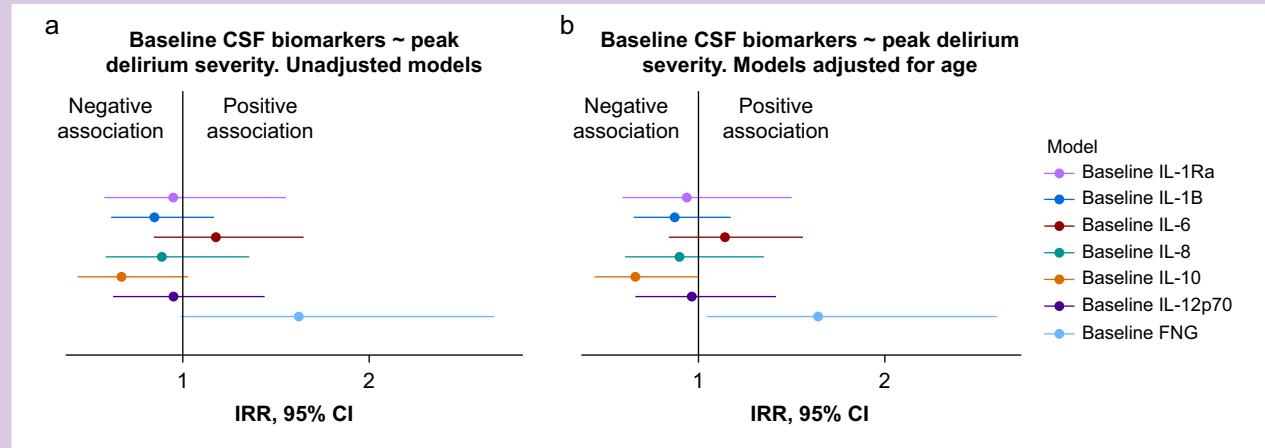 a
Baseline CSF biomarkers ~ peak
delirium severity. Unadjusted models
Negative
association
Positive
association
1
2
IRR, 95% CI
b
Baseline CSF biomarkers ~ peak delirium
severity. Models adjusted for age
Negative
association
Positive
association
1
2
IRR, 95% CI
Model
Baseline IL-1Ra
Baseline IL-1B
Baseline IL-6
Baseline IL-8
Baseline IL-10
Baseline IL-12p70
Baseline FNG